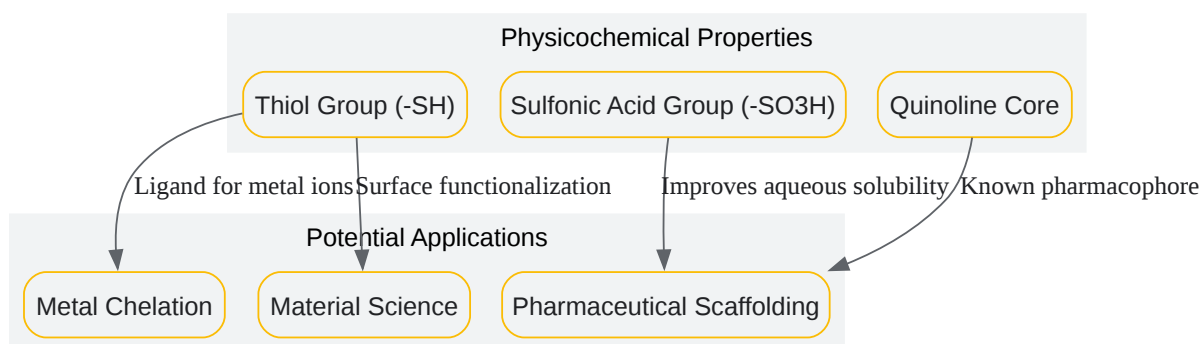 Physicochemical Properties
Thiol Group (-SH)
Sulfonic Acid Group (-SO3H)
Quinoline Core
Ligand for metal ions
Surface functionalization
Improves aqueous solubility
Known pharmacophore
Potential Applications
Metal Chelation
Material Science
Pharmaceutical Scaffolding